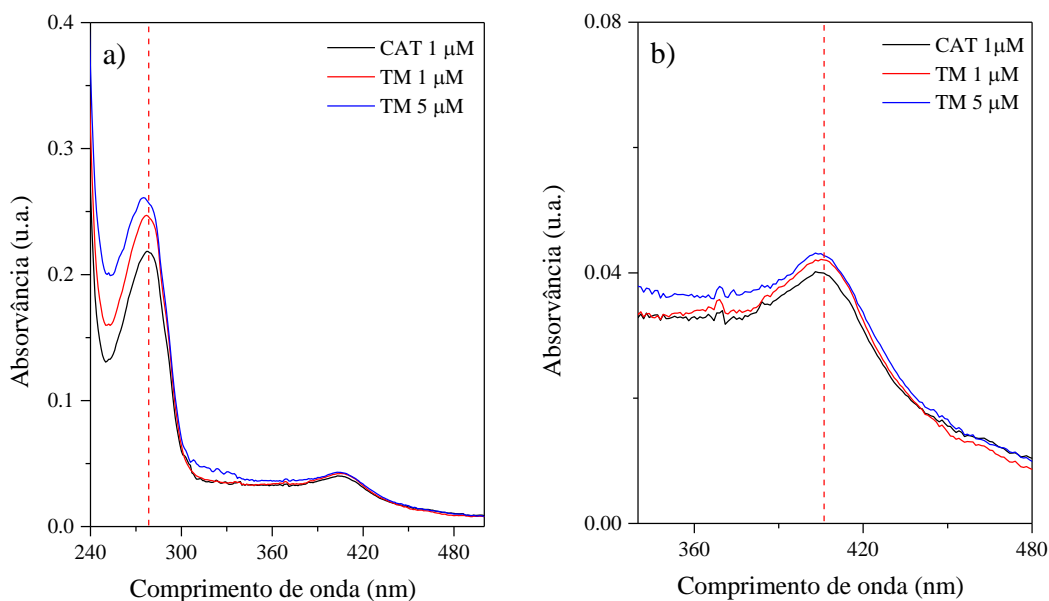 a)
CAT 1 μM
TM 1 μM
TM 5 μM
0.4
0.3
0.2
0.1
0.0
Absorvância (u.a.)
240 300 360 420 480
Comprimento de onda (nm)
b)
CAT 1μM
TM 1 μM
TM 5 μM
0.08
0.04
0.00
Absorvância (u.a.)
360 420 480
Comprimento de onda (nm)